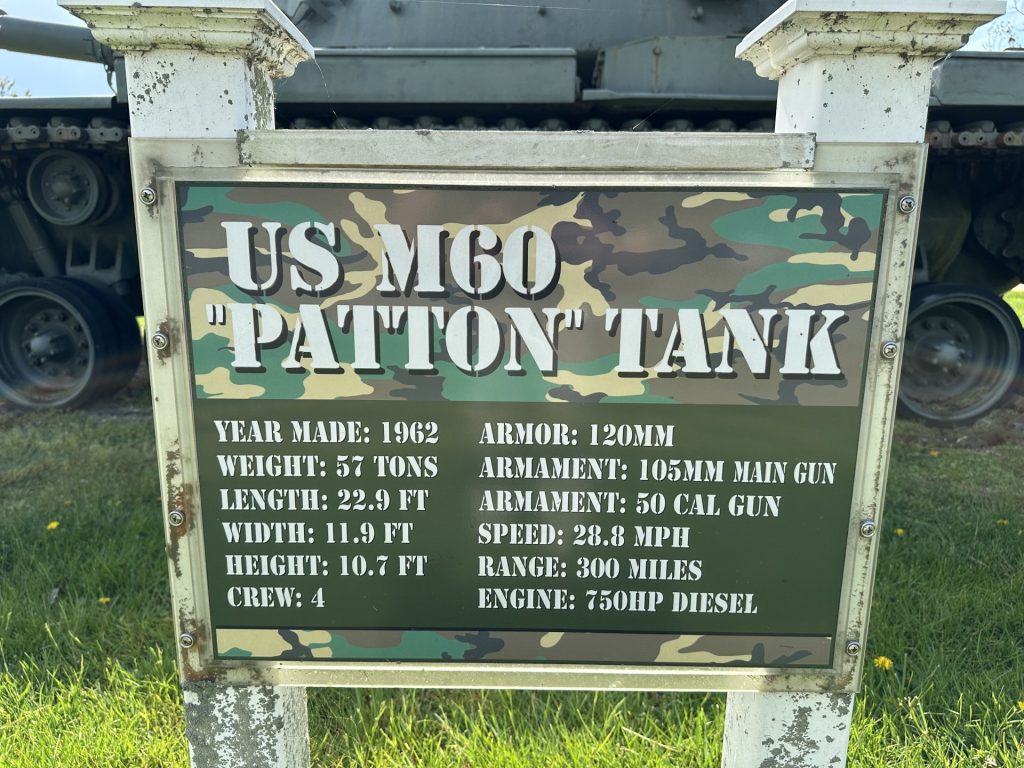 US M60
"PATTON" TANK
YEAR MADE: 1962
WEIGHT: 57 TONS
LENGTH: 22.9 FT
WIDTH: 11.9 FT
HEIGHT: 10.7 FT
CREW: 4
ARMOR: 120MM
ARMAMENT: 105MM MAIN GUN
ARMAMENT: 50 CAL GUN
SPEED: 28.8 MPH
RANGE: 300 MILES
ENGINE: 750HP DIESEL